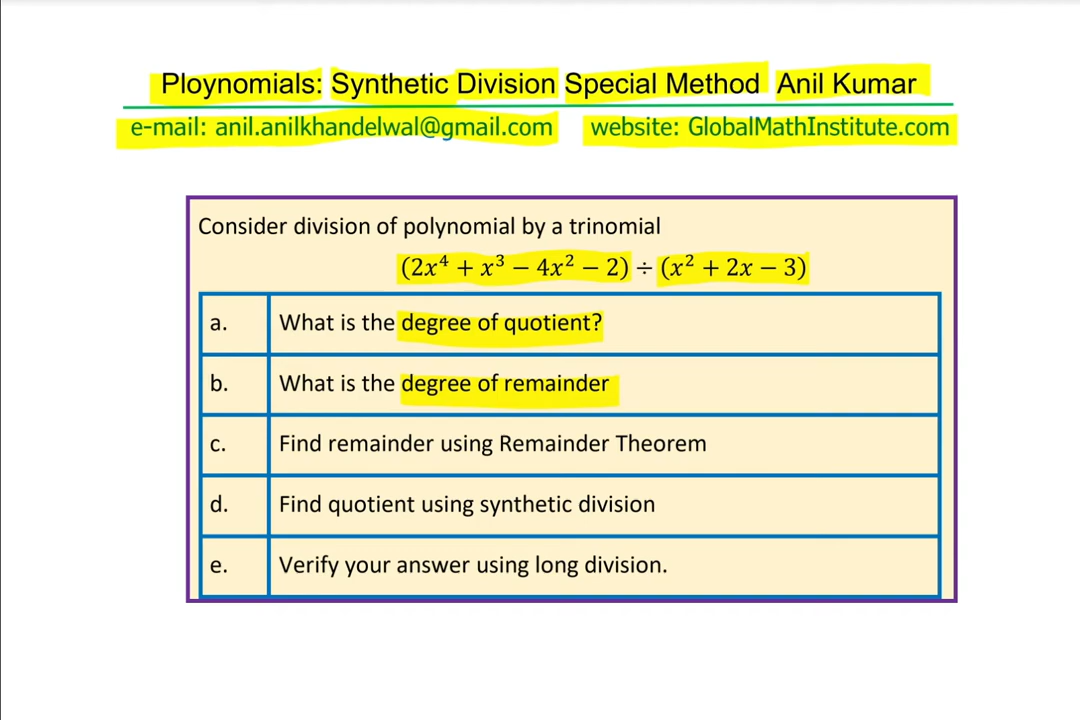 Ploynomials: Synthetic Division Special Method Anil Kumar
e-mail: anil.anilkhandelwal@gmail.com website: GlobalMathInstitute.com
Consider division of polynomial by a trinomial
(2x⁴ + x³ − 4x² − 2) ÷ (x² + 2x − 3)
a. What is the degree of quotient?
b. What is the degree of remainder
c. Find remainder using Remainder Theorem
d. Find quotient using synthetic division
e. Verify your answer using long division.